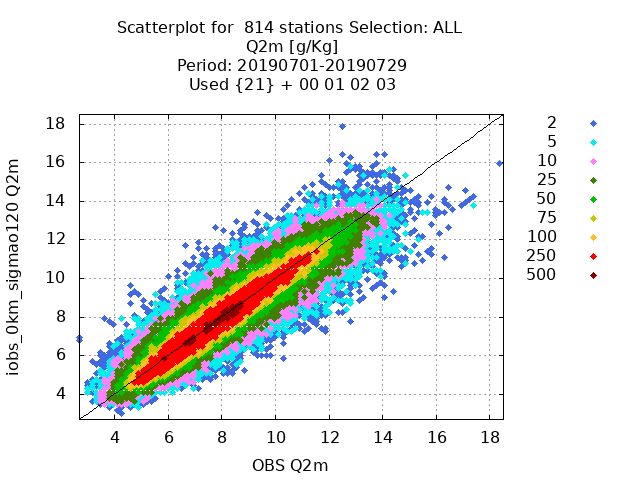 Scatterplot for  814 stations Selection: ALL
Q2m [g/Kg]
Period: 20190701-20190729
Used {21} + 00 01 02 03
iobs_0km_sigmao120 Q2m
18
16
14
12
10
8
6
4
4 6 8 10 12 14 16 18
OBS Q2m
2
5
10
25
50
75
100
250
500